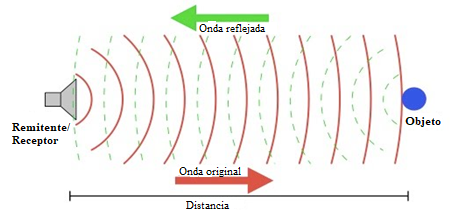 Onda reflejada
Remitente/
Receptor
Objeto
Onda original
Distancia